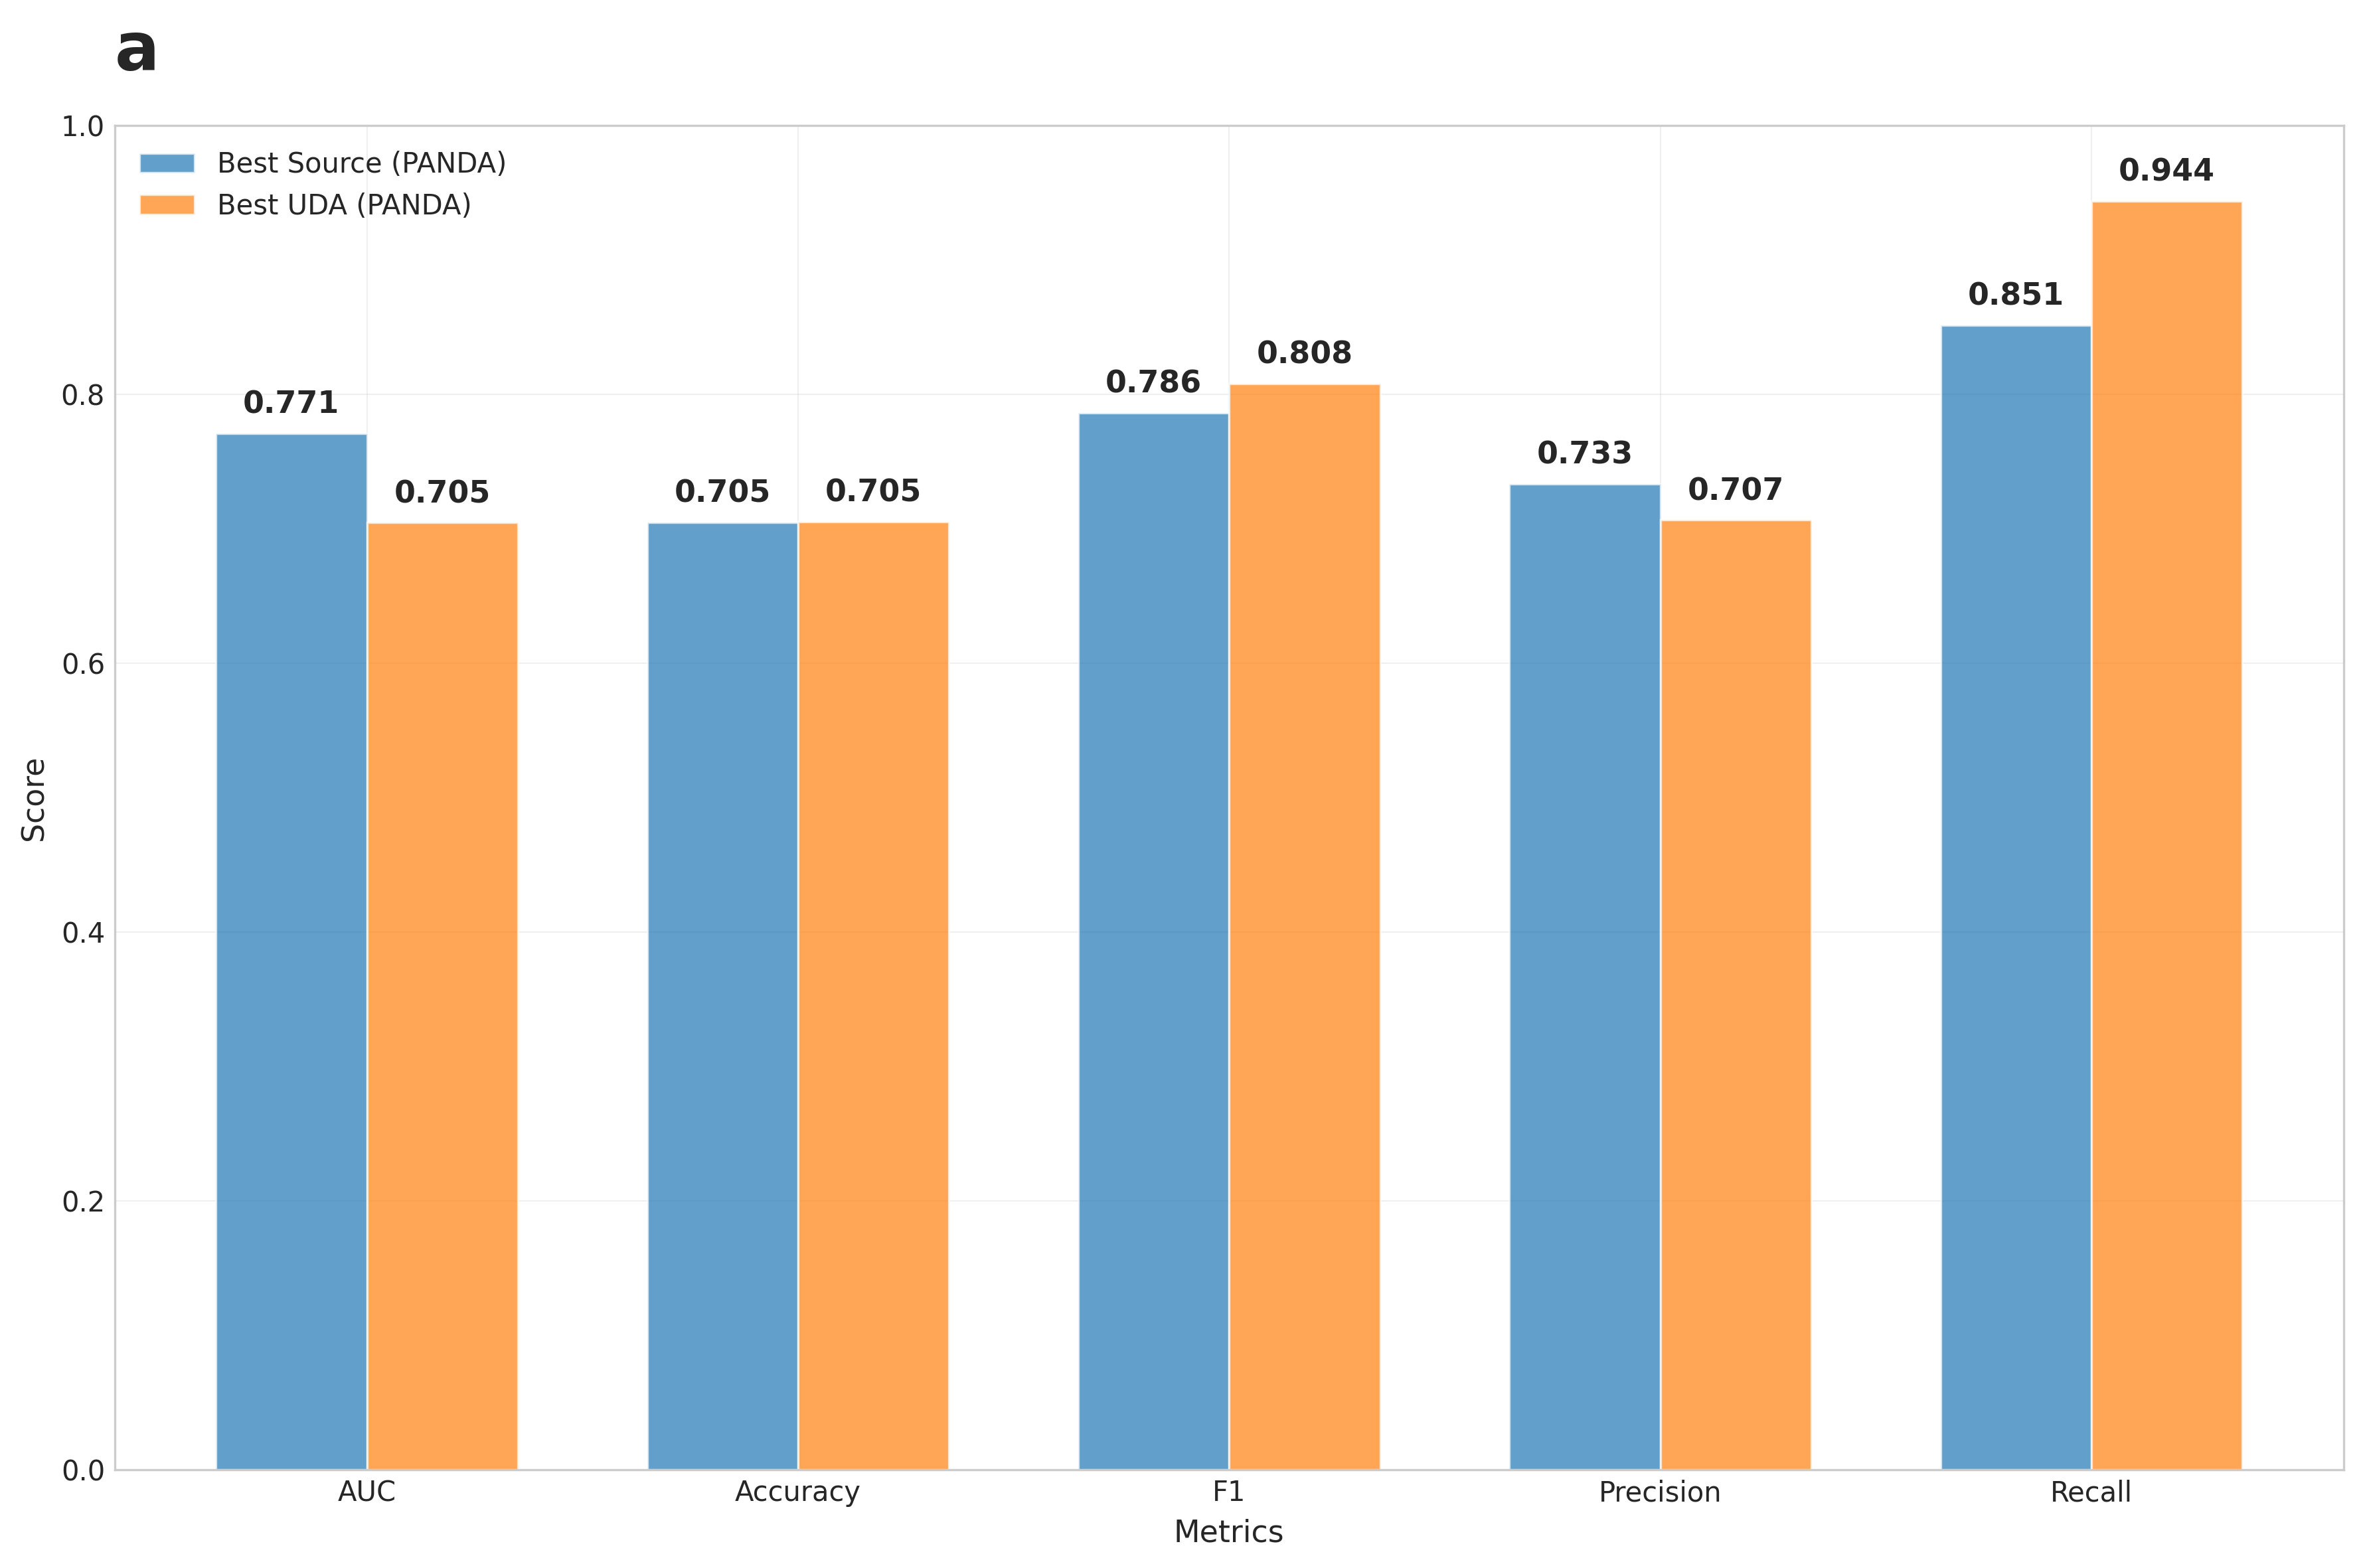 a
1.0
Best Source (PANDA)
Best UDA (PANDA)
0.944
0.851
0.808
0.786
0.8
0.771
0.733
0.705
0.705
0.705
0.707
0.6
Score
0.4
0.2
0.0
AUC
Accuracy
F1
Precision
Recall
Metrics